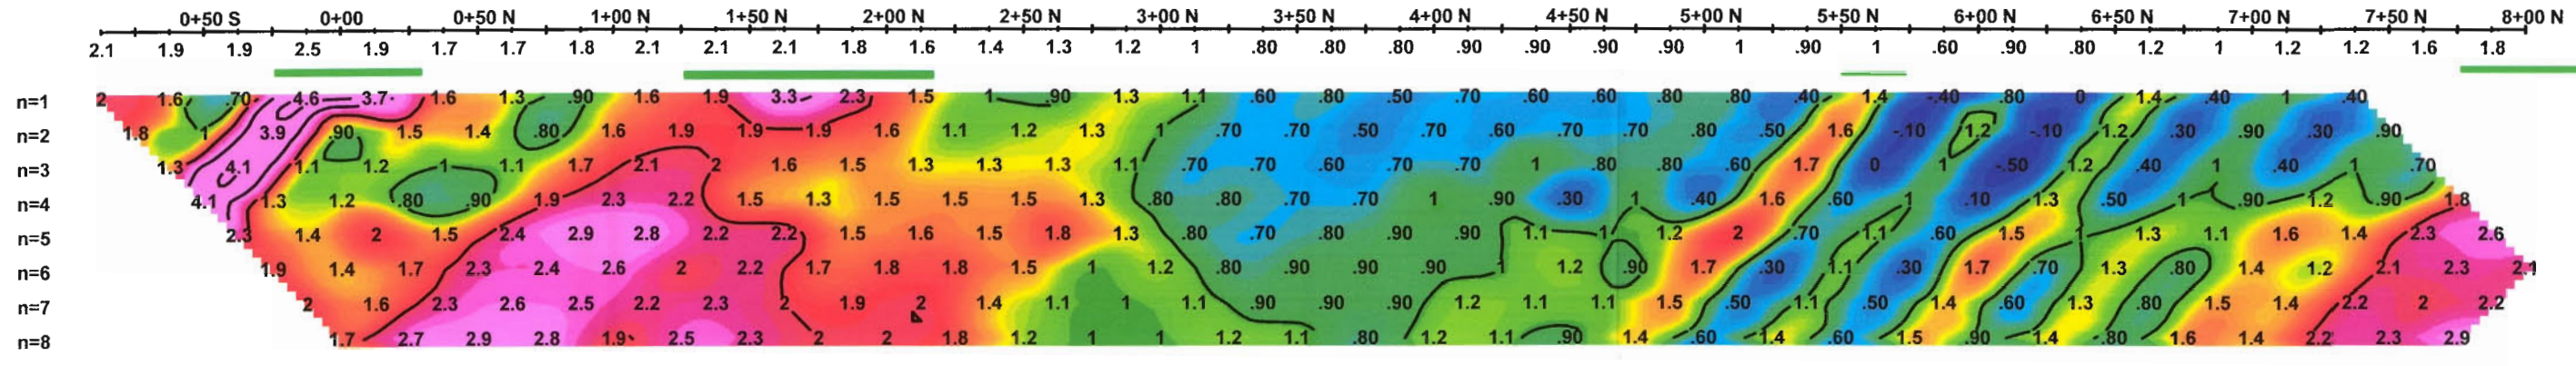 0+50 S 0+00 0+50 N 1+00 N 1+50 N 2+00 N 2+50 N 3+00 N 3+50 N 4+00 N 4+50 N 5+00 N 5+50 N 6+00 N 6+50 N 7+00 N 7+50 N 8+00 N
2.1 1.9 1.9 2.5 1.9 1.7 1.7 1.8 2.1 2.1 2.1 1.8 1.6 1.4 1.3 1.2 1 .80 .80 .80 .90 .90 .90 .90 1 .90 1 .60 .90 .80 1.2 1 1.2 1.2 1.6 1.8
n=1 2 1.6 .70 4.6 3.7 1.6 1.3 .90 1.6 1.9 3.3 2.3 1.5 1 .90 1.3 1.1 .60 .80 .50 .70 .60 .60 .80 .80 .40 1.4 -.40 .80 0 1.4 .40 1 .40
n=2 1.8 1 3.9 .90 1.5 1.4 .80 1.6 1.9 1.9 1.9 1.6 1.1 1.2 1.3 1 .70 .70 .50 .70 .60 .70 .70 .80 .50 1.6 -.10 1.2 -.10 1.2 .30 .90 .30 .90
n=3 1.3 4.1 1.1 1.2 1 1.1 1.7 2.1 2 1.6 1.5 1.3 1.3 1.3 1.1 .70 .70 .60 .70 .70 1 .80 .80 .60 1.7 0 1 -.50 1.2 .40 1 .40 1 .70
n=4 4.1 1.3 1.2 .80 .90 1.9 2.3 2.2 1.5 1.3 1.5 1.5 1.5 1.3 .80 .80 .70 .70 1 .90 .30 1 .40 1.6 .60 1 .10 1.3 .50 1 .90 1.2 .90 1.8
n=5 2.3 1.4 2 1.5 2.4 2.9 2.8 2.2 2.2 1.5 1.6 1.5 1.8 1.3 .80 .70 .80 .90 .90 1.1 1 1.2 2 .70 1.1 .60 1.5 1 1.3 1.1 1.6 1.4 2.3 2.6
n=6 1.9 1.4 1.7 2.3 2.4 2.6 2 2.2 1.7 1.8 1.8 1.5 1 1.2 .80 .90 .90 .90 1 1.2 .90 1.7 .30 1.1 .30 1.7 .70 1.3 .80 1.4 1.2 2.1 2.3 2.1
n=7 2 1.6 2.3 2.6 2.5 2.2 2.3 2 1.9 2 1.4 1.1 1 1.1 .90 .90 .90 1.2 1.1 1.1 1.5 .50 1.1 .50 1.4 .60 1.3 .80 1.5 1.4 2.2 2 2.2
n=8 1.7 2.7 2.9 2.8 1.9 2.5 2.3 2 2 1.8 1.2 1 1 1.2 1.1 .80 1.2 1.1 .90 1.4 .60 1.4 .60 1.5 .90 1.4 .80 1.6 1.4 2.2 2.3 2.9